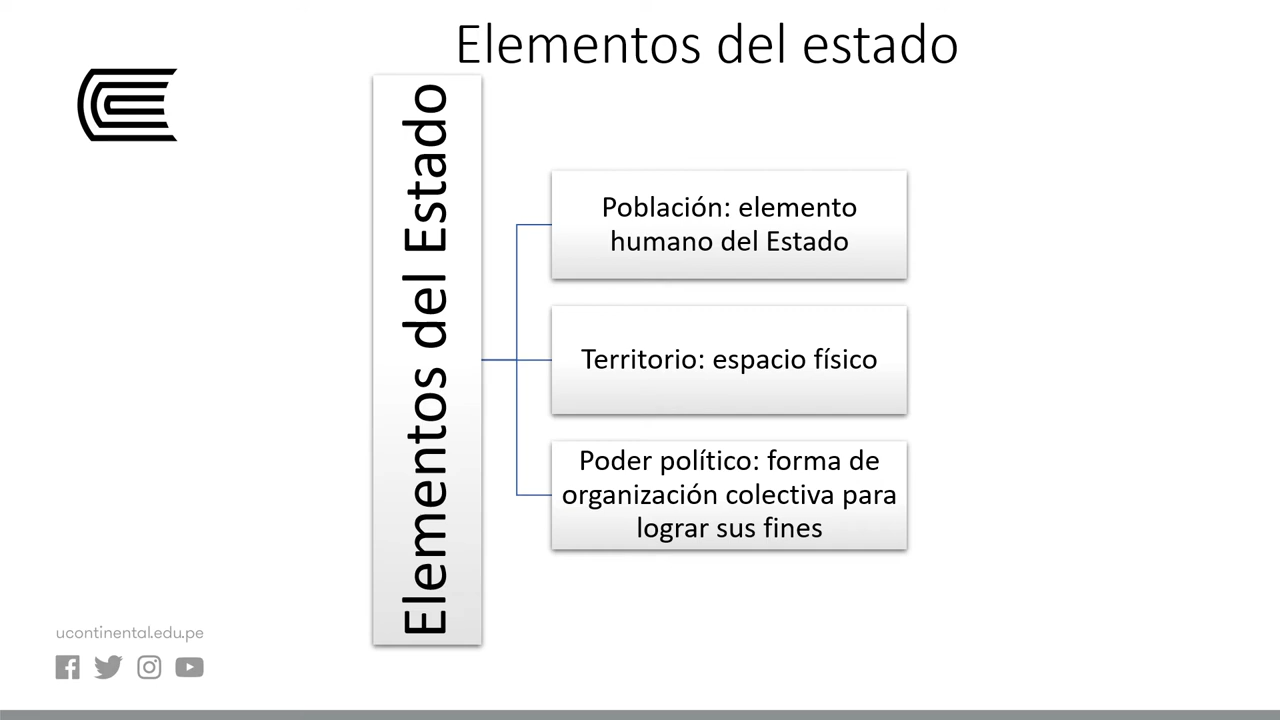 Elementos del estado
Elementos del Estado
Población: elemento
humano del Estado
Territorio: espacio físico
Poder político: forma de
organización colectiva para
lograr sus fines
ucontinental.edu.pe